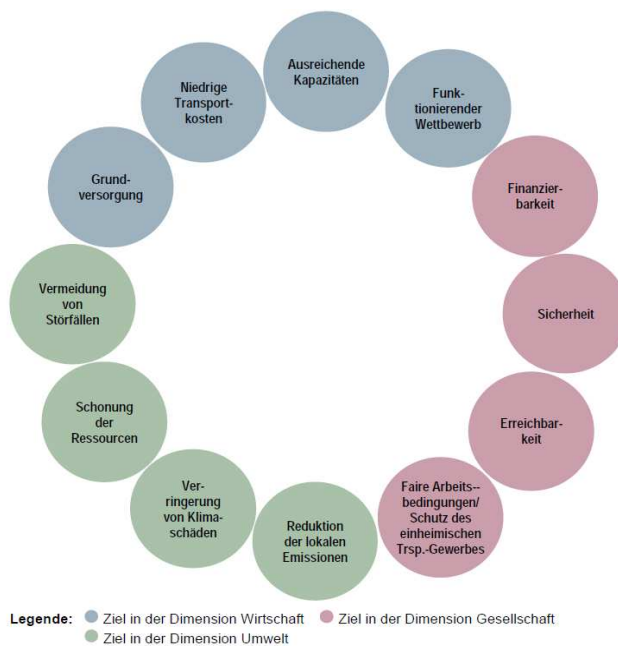 Ausreichende
Kapazitäten
Funk-
tionierender
Wettbewerb
Finanzier-
barkeit
Sicherheit
Erreichbar-
keit
Faire Arbeits--
bedingungen/
Schutz des
einheimischen
Trsp.-Gewerbes
Reduktion
der lokalen
Emissionen
Ver-
ringerung
von Klima-
schäden
Schonung
der
Ressourcen
Vermeidung
von
Störfällen
Grund-
versorgung
Niedrige
Transport-
kosten
Legende: Ziel in der Dimension Wirtschaft Ziel in der Dimension Gesellschaft
Ziel in der Dimension Umwelt